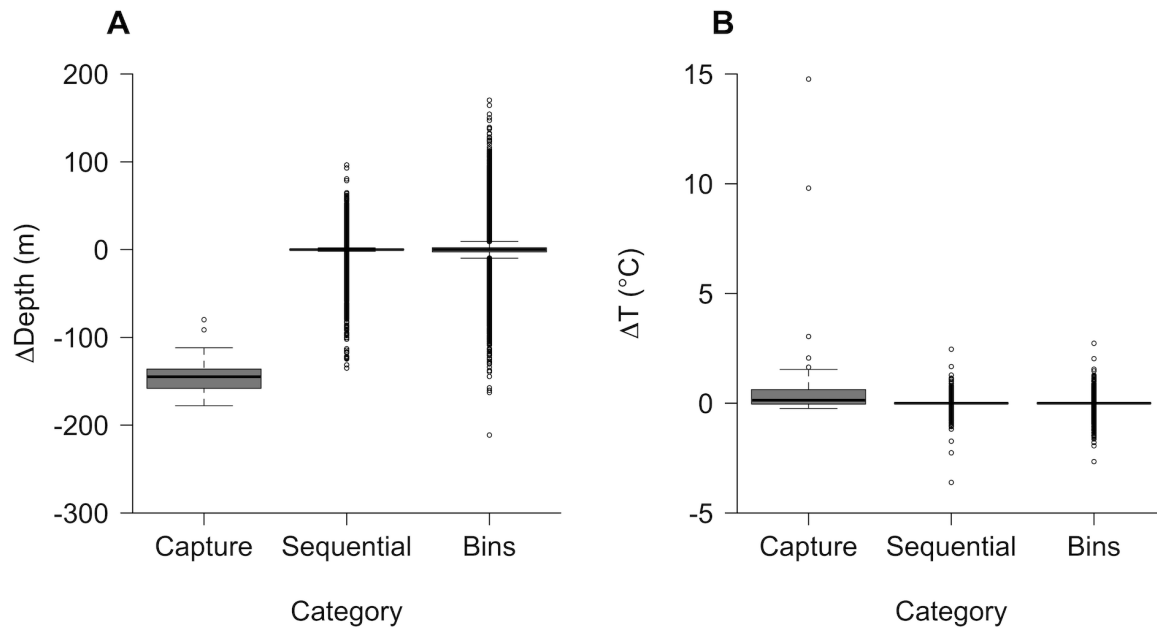 A
ΔDepth (m)
200
100
0
-100
-200
-300
Capture Sequential Bins
Category
B
ΔT (°C)
15
10
5
0
-5
Capture Sequential Bins
Category